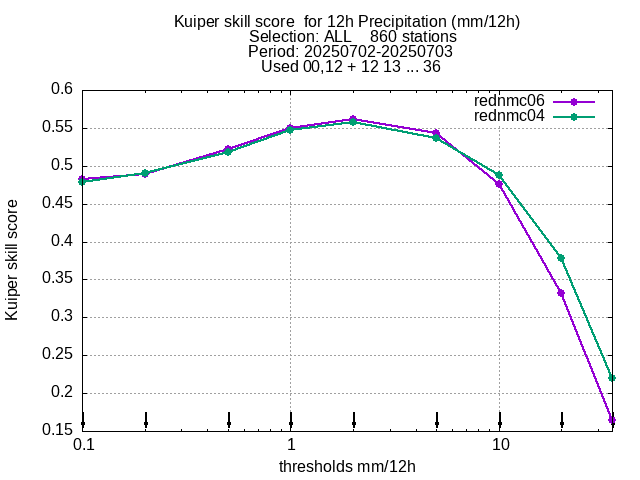 Kuiper skill score  for 12h Precipitation (mm/12h)
Selection: ALL    860 stations
Period: 20250702-20250703
Used 00,12 + 12 13 ... 36
rednmc06
rednmc04
0.6
0.55
0.5
0.45
0.4
0.35
0.3
0.25
0.2
0.15
Kuiper skill score
0.1 1 10
thresholds mm/12h